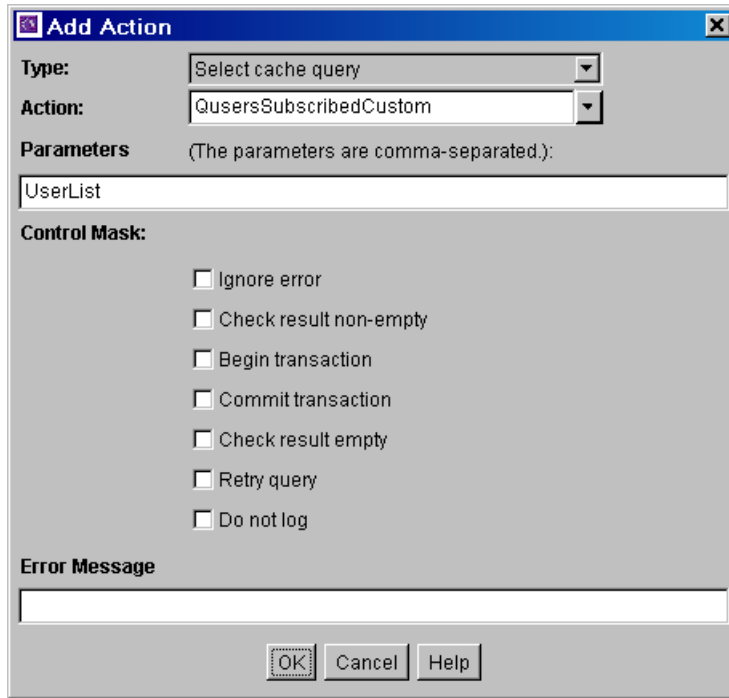 Add Action
Type: Select cache query
Action: QusersSubscribedCustom
Parameters (The parameters are comma-separated.):
UserList
Control Mask:
Ignore error
Check result non-empty
Begin transaction
Commit transaction
Check result empty
Retry query
Do not log
Error Message
OK Cancel Help